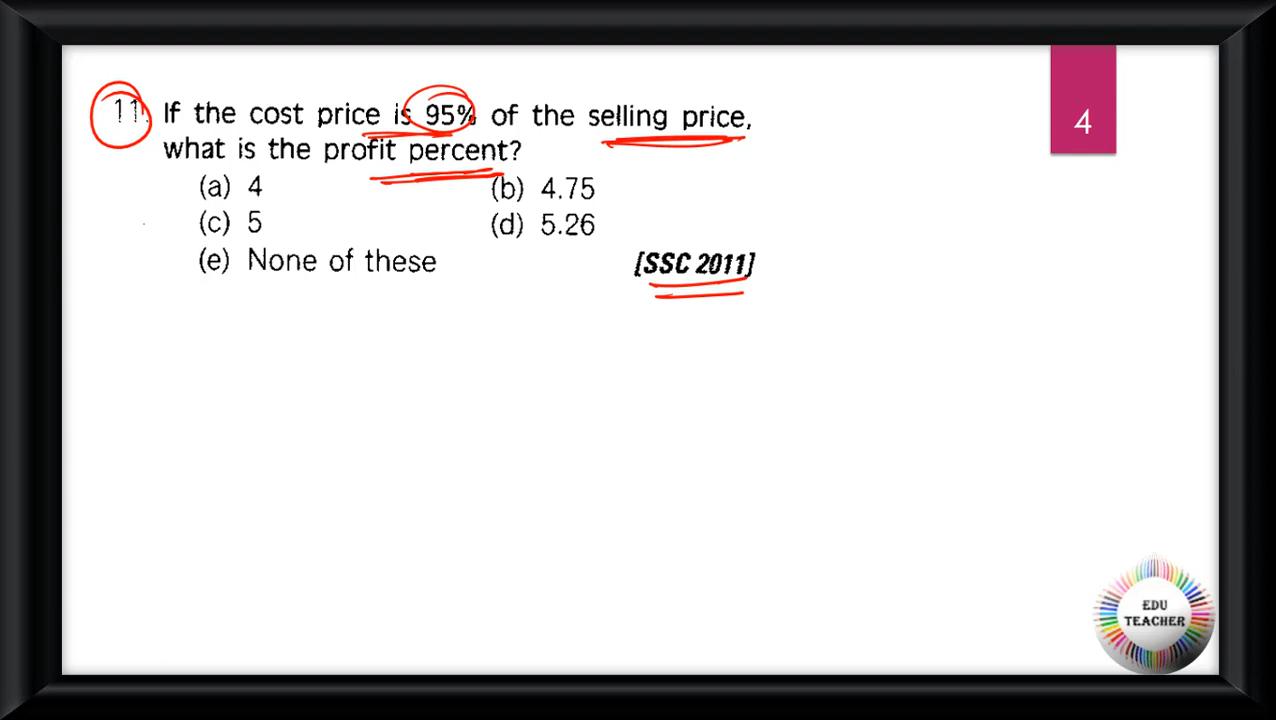 4
11. If the cost price is 95% of the selling price,
what is the profit percent?
(a) 4 (b) 4.75
(c) 5 (d) 5.26
(e) None of these [SSC 2011]
EDU
TEACHER